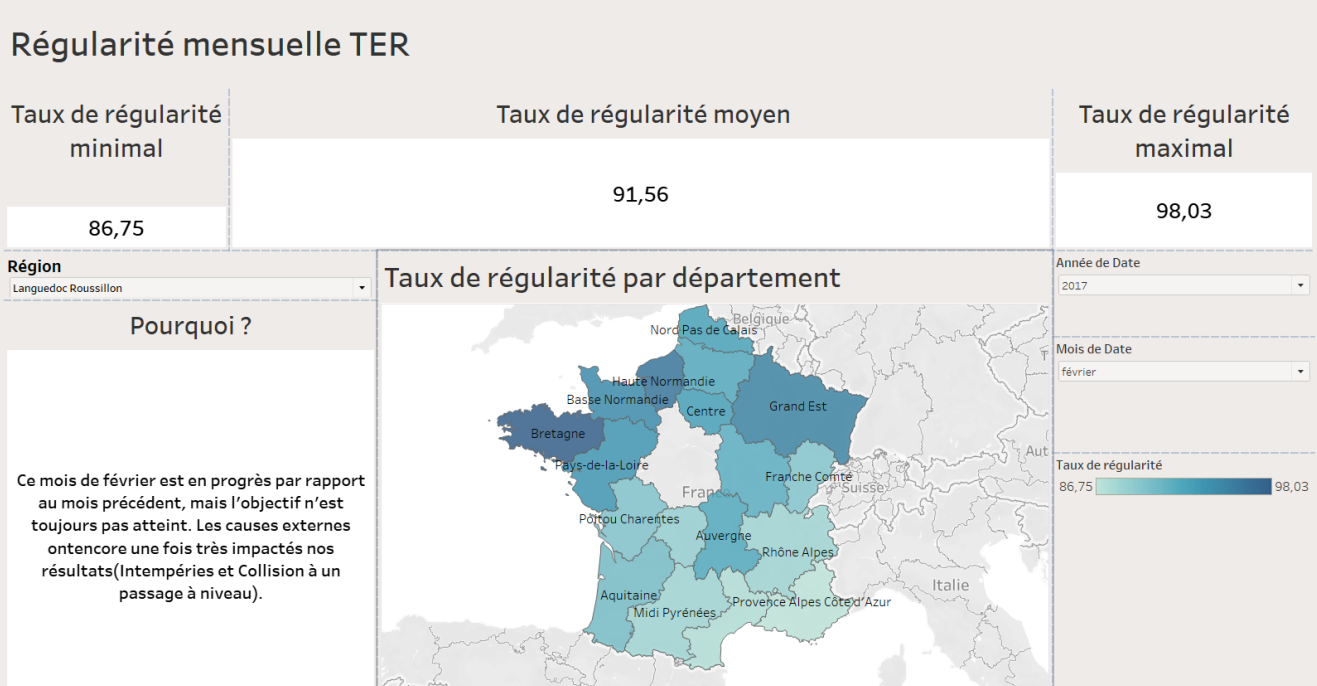 Régularité mensuelle TER
Taux de régularité
minimal
86,75
Taux de régularité moyen
91,56
Taux de régularité
maximal
98,03
Région
Languedoc Roussillon
Pourquoi ?
Ce mois de février est en progrès par rapport
au mois précédent, mais l'objectif n'est
toujours pas atteint. Les causes externes
ontencore une fois très impactés nos
résultats(Intempéries et Collision à un
passage à niveau).
Taux de régularité par département
Belgique
Nord Pas de Calais
Haute Normandie
Basse Normandie
Centre
Grand Est
Bretagne
Pays-de-la-Loire
Franche Comté
Suisse
France
Poitou Charentes
Auvergne
Rhône Alpes
Italie
Aquitaine
Provence Alpes Côte d'Azur
Midi Pyrénées
Année de Date
2017
Mois de Date
février
Taux de régularité
86,75
98,03